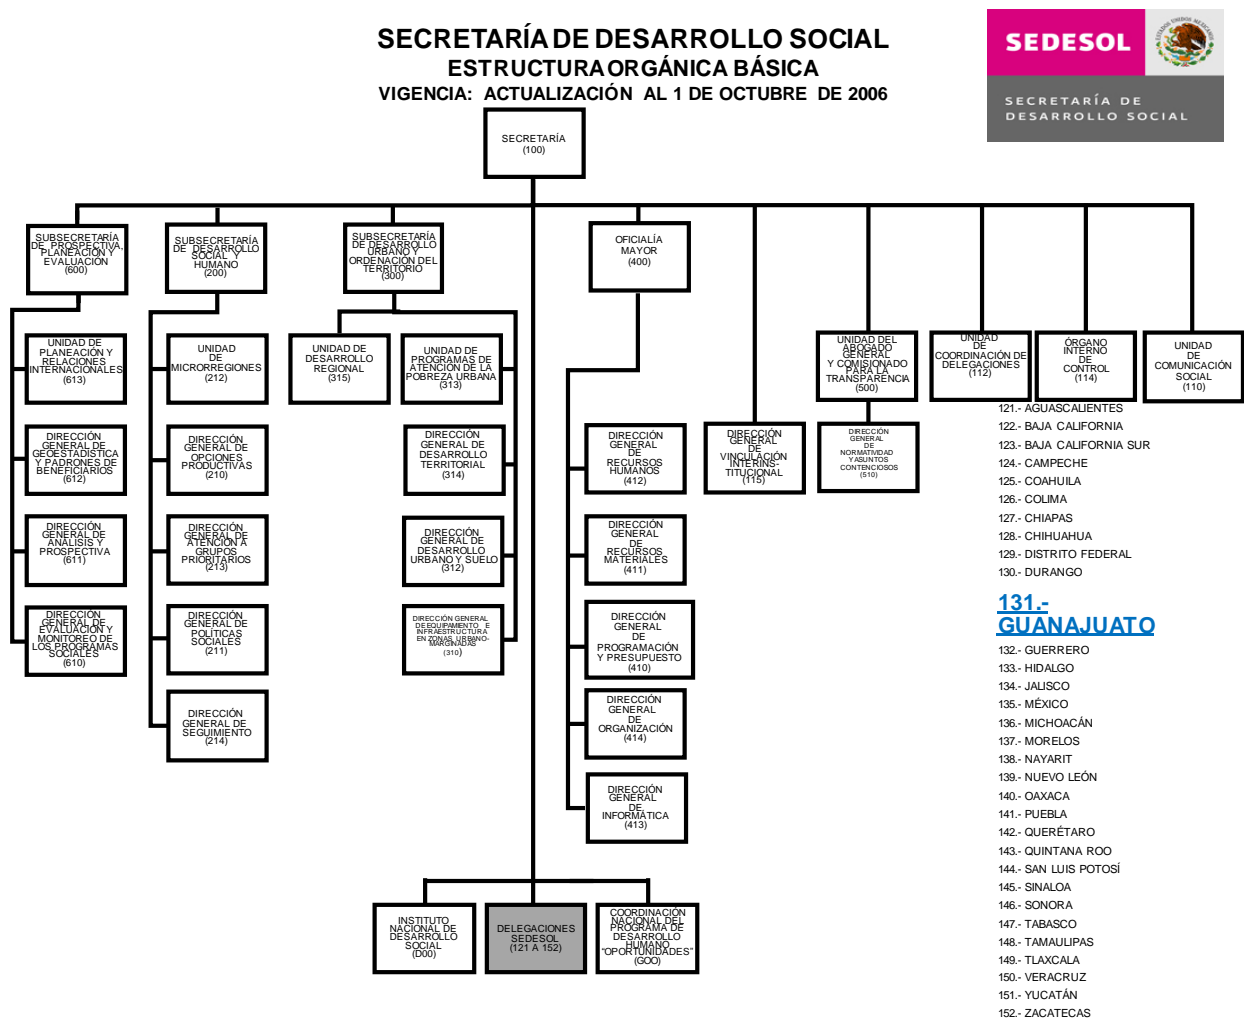 SECRETARÍA DE DESARROLLO SOCIAL
ESTRUCTURA ORGÁNICA BÁSICA
VIGENCIA: ACTUALIZACIÓN AL 1 DE OCTUBRE DE 2006
SEDESOL
ESTADOS UNIDOS MEXICANOS
SECRETARÍA DE
DESARROLLO SOCIAL
SECRETARÍA
(100)
SUBSECRETARÍA
DE PROSPECTIVA,
PLANEACIÓN Y
EVALUACIÓN
(600)
SUBSECRETARÍA
DE DESARROLLO
SOCIAL Y
HUMANO
(200)
SUBSECRETARÍA
DE DESARROLLO
URBANO Y
ORDENACIÓN DEL
TERRITORIO
(300)
OFICIALÍA
MAYOR
(400)
UNIDAD DE
PLANEACIÓN Y
RELACIONES
INTERNACIONALES
(613)
UNIDAD
DE
MICRORREGIONES
(212)
UNIDAD DE
DESARROLLO
REGIONAL
(315)
UNIDAD DE
PROGRAMAS DE
ATENCIÓN DE LA
POBREZA URBANA
(313)
UNIDAD DEL
ABOGADO
GENERAL
Y COMISIONADO
PARA LA
TRANSPARENCIA
(500)
UNIDAD
DE
COORDINACIÓN DE
DELEGACIONES
(112)
ÓRGANO
INTERNO
DE
CONTROL
(114)
UNIDAD
DE
COMUNICACIÓN
SOCIAL
(110)
DIRECCIÓN
GENERAL DE
GEOESTADÍSTICA
Y PADRONES DE
BENEFICIARIOS
(612)
DIRECCIÓN
GENERAL DE
OPCIONES
PRODUCTIVAS
(210)
DIRECCIÓN
GENERAL DE
DESARROLLO
TERRITORIAL
(314)
DIRECCIÓN
GENERAL
DE
RECURSOS
HUMANOS
(412)
DIRECCIÓN
GENERAL
DE
VINCULACIÓN
INTERINS-
TITUCIONAL
(115)
DIRECCIÓN
GENERAL
DE
NORMATIVIDAD
Y ASUNTOS
CONTENCIOSOS
(510)
DIRECCIÓN
GENERAL DE
ANÁLISIS Y
PROSPECTIVA
(611)
DIRECCIÓN
GENERAL DE
ATENCIÓN A
GRUPOS
PRIORITARIOS
(213)
DIRECCIÓN
GENERAL DE
DESARROLLO
URBANO Y SUELO
(312)
DIRECCIÓN
GENERAL
DE
RECURSOS
MATERIALES
(411)
DIRECCIÓN
GENERAL DE
EVALUACIÓN Y
MONITOREO DE
LOS PROGRAMAS
SOCIALES
(610)
DIRECCIÓN
GENERAL DE
POLÍTICAS
SOCIALES
(211)
DIRECCIÓN GENERAL
DE EQUIPAMIENTO E
INFRAESTRUCTURA
EN ZONAS URBANO-
MARGINADAS
(310)
DIRECCIÓN
GENERAL
DE
PROGRAMACIÓN
Y PRESUPUESTO
(410)
DIRECCIÓN
GENERAL DE
SEGUIMIENTO
(214)
DIRECCIÓN
GENERAL
DE
ORGANIZACIÓN
(414)
DIRECCIÓN
GENERAL
DE
INFORMÁTICA
(413)
INSTITUTO
NACIONAL DE
DESARROLLO
SOCIAL
(D00)
DELEGACIONES
SEDESOL
(121 A 152)
COORDINACIÓN
NACIONAL DEL
PROGRAMA DE
DESARROLLO
HUMANO
"OPORTUNIDADES"
(GOO)
121.- AGUASCALIENTES
122.- BAJA CALIFORNIA
123.- BAJA CALIFORNIA SUR
124.- CAMPECHE
125.- COAHUILA
126.- COLIMA
127.- CHIAPAS
128.- CHIHUAHUA
129.- DISTRITO FEDERAL
130.- DURANGO
131.-
GUANAJUATO
132.- GUERRERO
133.- HIDALGO
134.- JALISCO
135.- MÉXICO
136.- MICHOACÁN
137.- MORELOS
138.- NAYARIT
139.- NUEVO LEÓN
140.- OAXACA
141.- PUEBLA
142.- QUERÉTARO
143.- QUINTANA ROO
144.- SAN LUIS POTOSÍ
145.- SINALOA
146.- SONORA
147.- TABASCO
148.- TAMAULIPAS
149.- TLAXCALA
150.- VERACRUZ
151.- YUCATÁN
152.- ZACATECAS